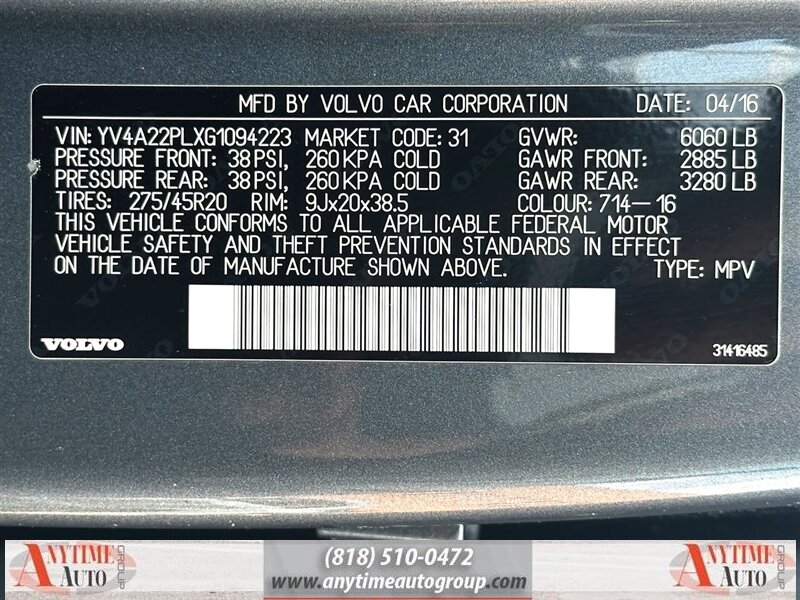 MFD BY VOLVO CAR CORPORATION DATE: 04/16
VIN: YV4A22PLXG1094223 MARKET CODE: 31 GVWR: 6060 LB
PRESSURE FRONT: 38 PSI, 260 KPA COLD GAWR FRONT: 2885 LB
PRESSURE REAR: 38 PSI, 260 KPA COLD GAWR REAR: 3280 LB
TIRES: 275/45R20 RIM: 9Jx20x38.5 COLOUR: 714-16
THIS VEHICLE CONFORMS TO ALL APPLICABLE FEDERAL MOTOR
VEHICLE SAFETY AND THEFT PREVENTION STANDARDS IN EFFECT
ON THE DATE OF MANUFACTURE SHOWN ABOVE. TYPE: MPV
VOLVO 31416485
ANYTIME AUTO GROUP
(818) 510-0472
www.anytimeautogroup.com
ANYTIME AUTO GROUP